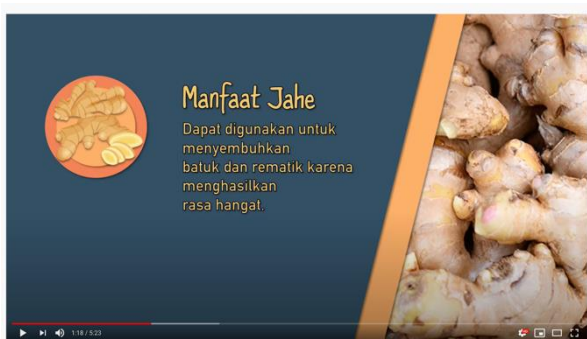 Manfaat Jahe
Dapat digunakan untuk
menyembuhkan
batuk dan rematik karena
menghasilkan
rasa hangat.
1:18 / 5:23